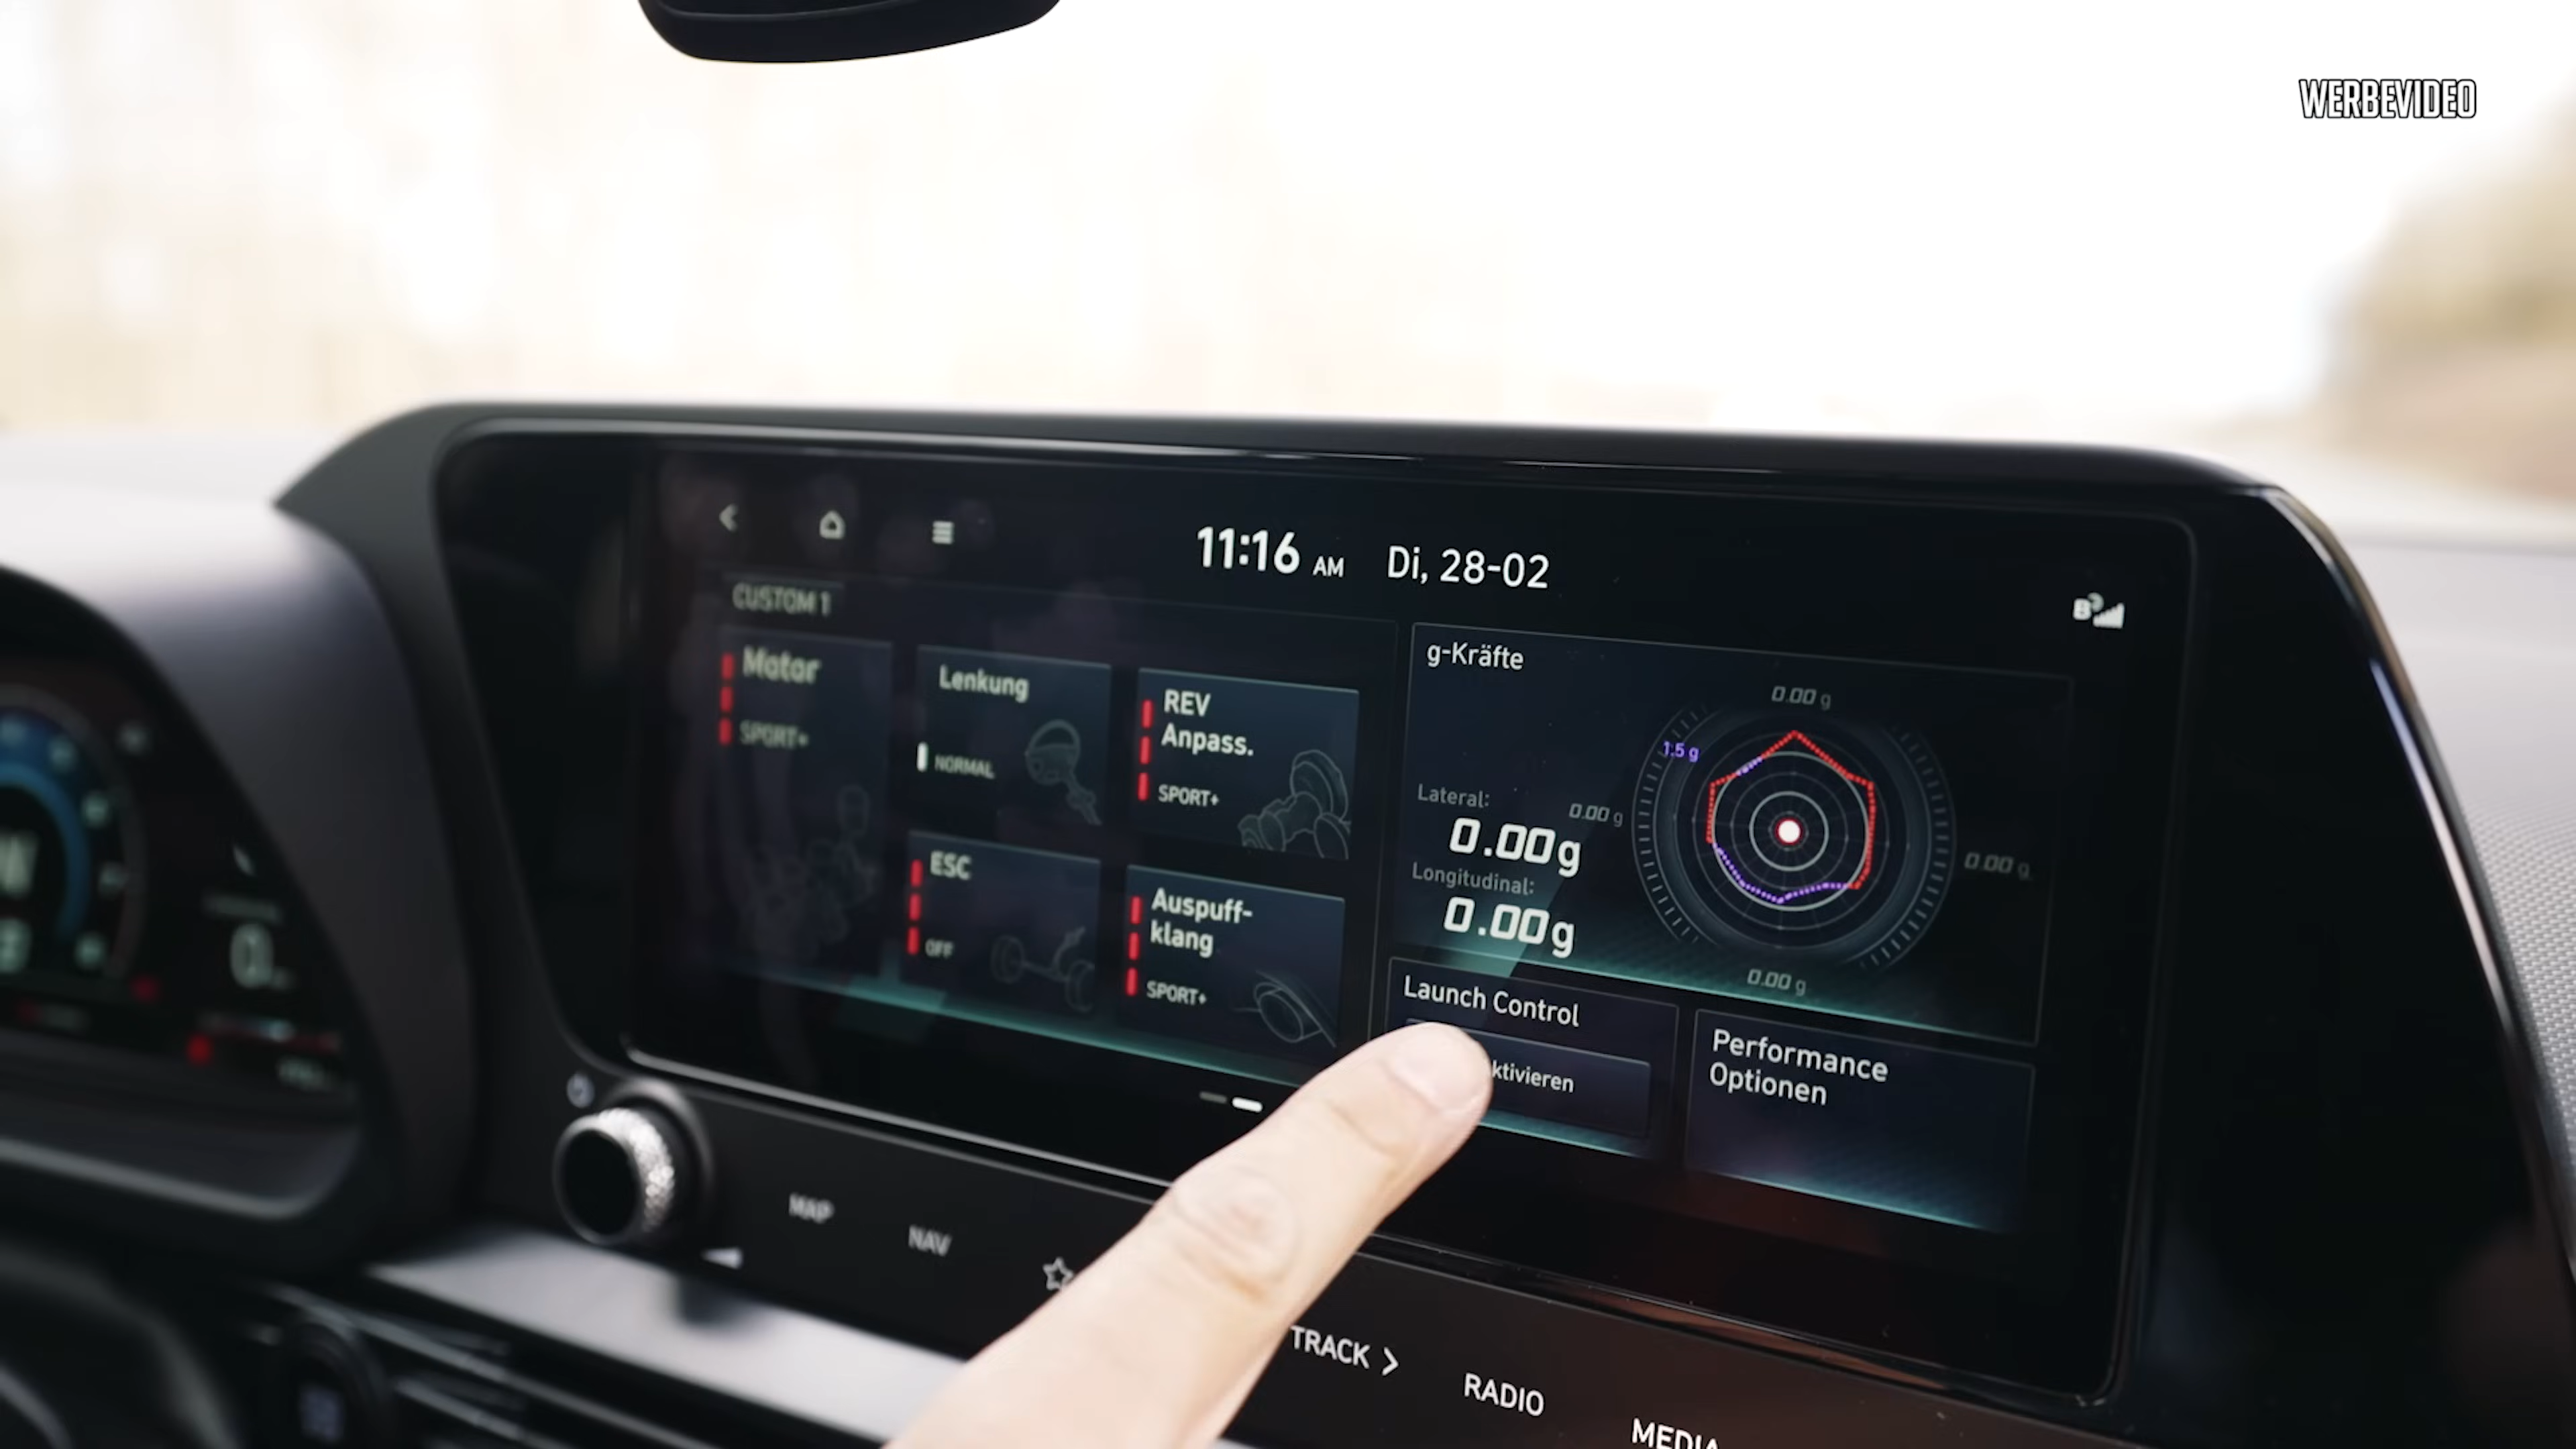 WERBEVIDEO
11:16 AM Di, 28-02
CUSTOM 1
Motor
SPORT+
Lenkung
NORMAL
REV
Anpass.
SPORT+
ESC
OFF
Auspuff-
klang
SPORT+
g-Kräfte
0.00 g
1.5 g
Lateral:
0.00 g
0.00g
0.00 g
Longitudinal:
0.00g
0.00 g
Launch Control
ktivieren
Performance
Optionen
MAP
NAV
TRACK >
RADIO
MEDIA